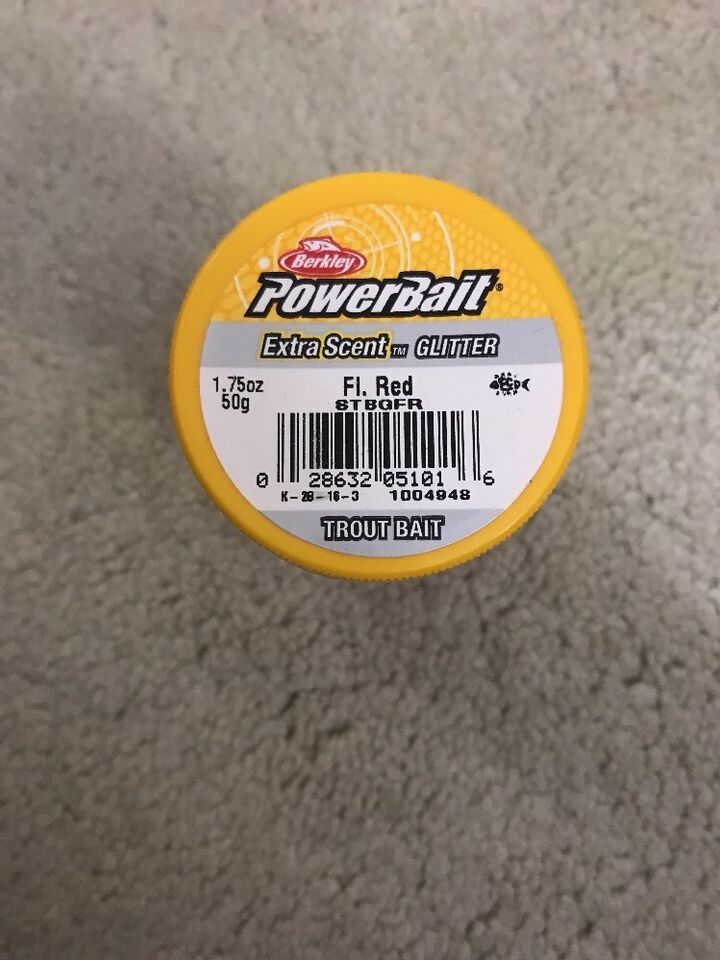 Berkley
PowerBait®
Extra Scent™ GLITTER
1.75oz
50g
Fl. Red
STBGFR
0 28632 05101 6
K-28-16-3 1004948
TROUT BAIT